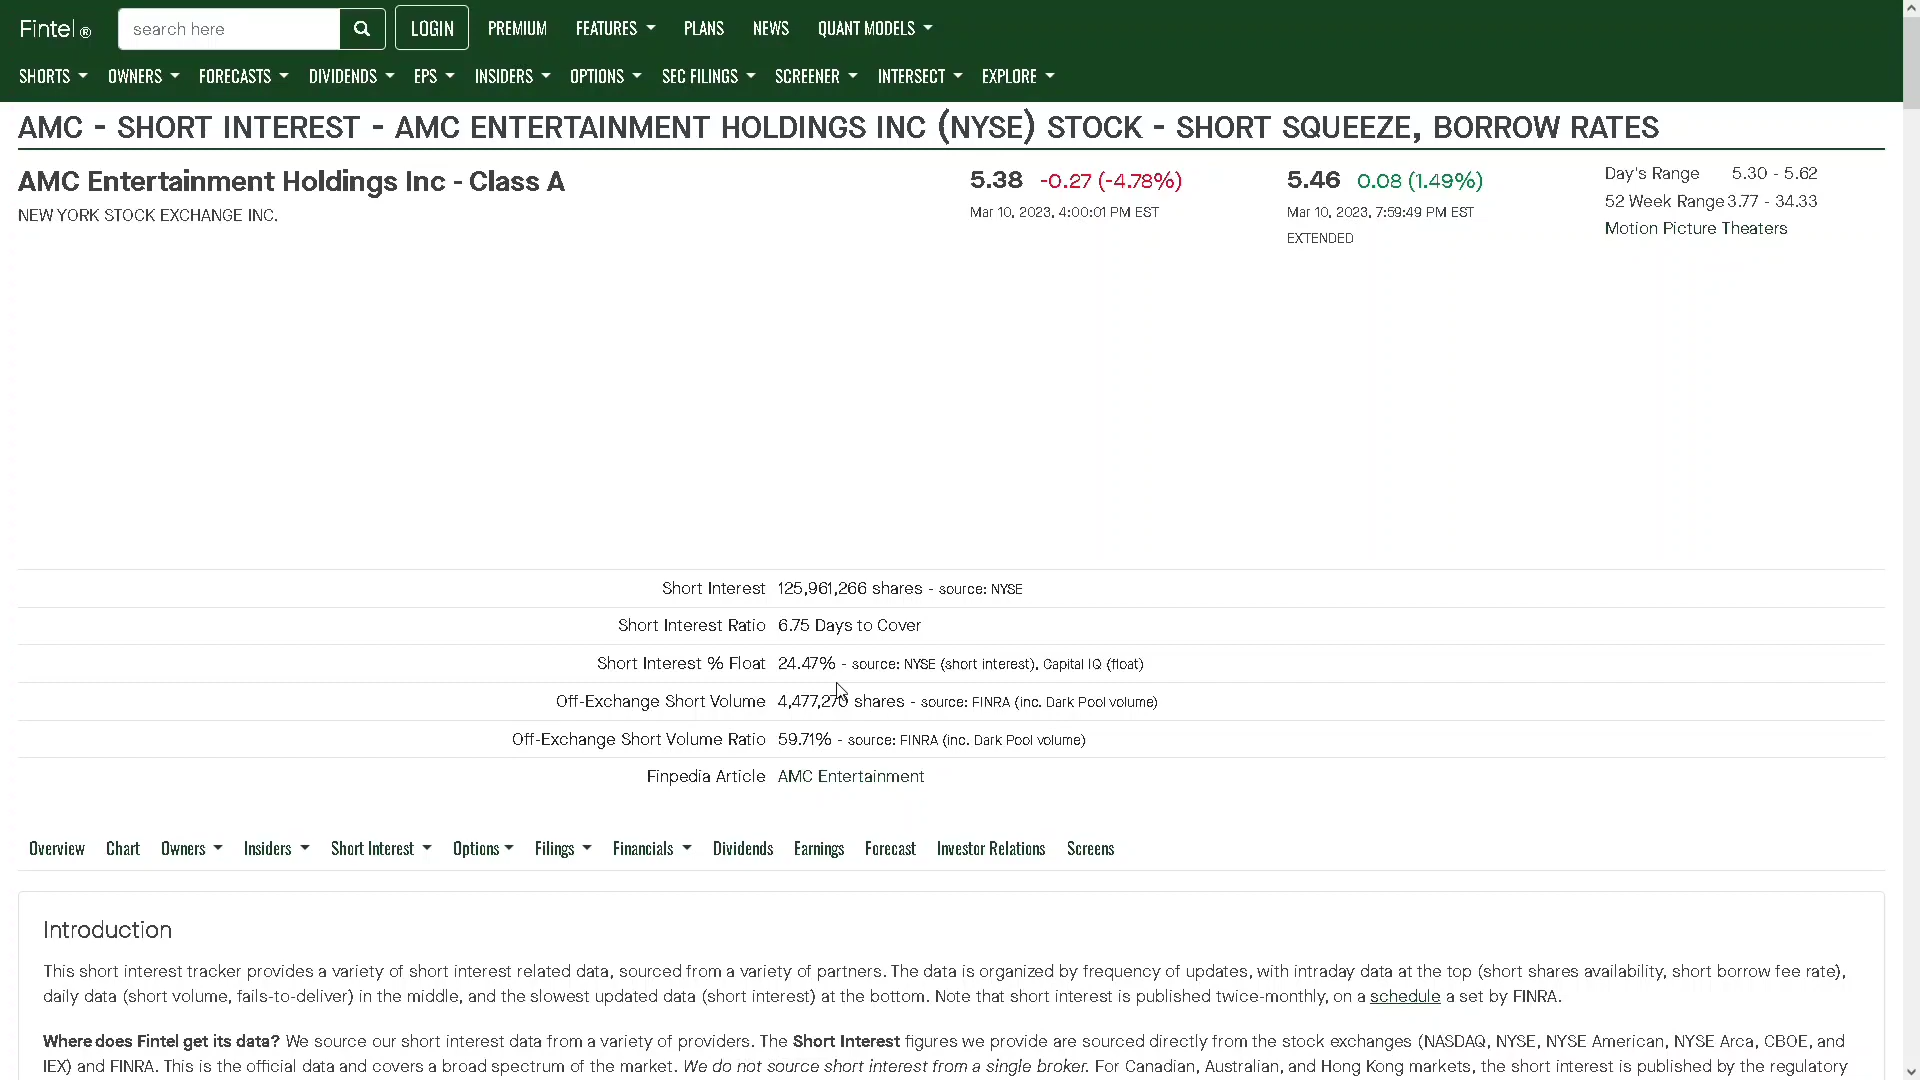 Fintel ® search here LOGIN PREMIUM FEATURES PLANS NEWS QUANT MODELS
SHORTS OWNERS FORECASTS DIVIDENDS EPS INSIDERS OPTIONS SEC FILINGS SCREENER INTERSECT EXPLORE
AMC - SHORT INTEREST - AMC ENTERTAINMENT HOLDINGS INC (NYSE) STOCK - SHORT SQUEEZE, BORROW RATES
AMC Entertainment Holdings Inc - Class A
NEW YORK STOCK EXCHANGE INC.
5.38 -0.27 (-4.78%)
Mar 10, 2023, 4:00:01 PM EST
5.46 0.08 (1.49%)
Mar 10, 2023, 7:59:49 PM EST
EXTENDED
Day's Range 5.30 - 5.62
52 Week Range 3.77 - 34.33
Motion Picture Theaters
Short Interest 125,961,266 shares - source: NYSE
Short Interest Ratio 6.75 Days to Cover
Short Interest % Float 24.47% - source: NYSE (short interest), Capital IQ (float)
Off-Exchange Short Volume 4,477,270 shares - source: FINRA (inc. Dark Pool volume)
Off-Exchange Short Volume Ratio 59.71% - source: FINRA (inc. Dark Pool volume)
Finpedia Article AMC Entertainment
Overview Chart Owners Insiders Short Interest Options Filings Financials Dividends Earnings Forecast Investor Relations Screens
Introduction
This short interest tracker provides a variety of short interest related data, sourced from a variety of partners. The data is organized by frequency of updates, with intraday data at the top (short shares availability, short borrow fee rate),
daily data (short volume, fails-to-deliver) in the middle, and the slowest updated data (short interest) at the bottom. Note that short interest is published twice-monthly, on a schedule a set by FINRA.
Where does Fintel get its data? We source our short interest data from a variety of providers. The Short Interest figures we provide are sourced directly from the stock exchanges (NASDAQ, NYSE, NYSE American, NYSE Arca, CBOE, and
IEX) and FINRA. This is the official data and covers a broad spectrum of the market. We do not source short interest from a single broker. For Canadian, Australian, and Hong Kong markets, the short interest is published by the regulatory